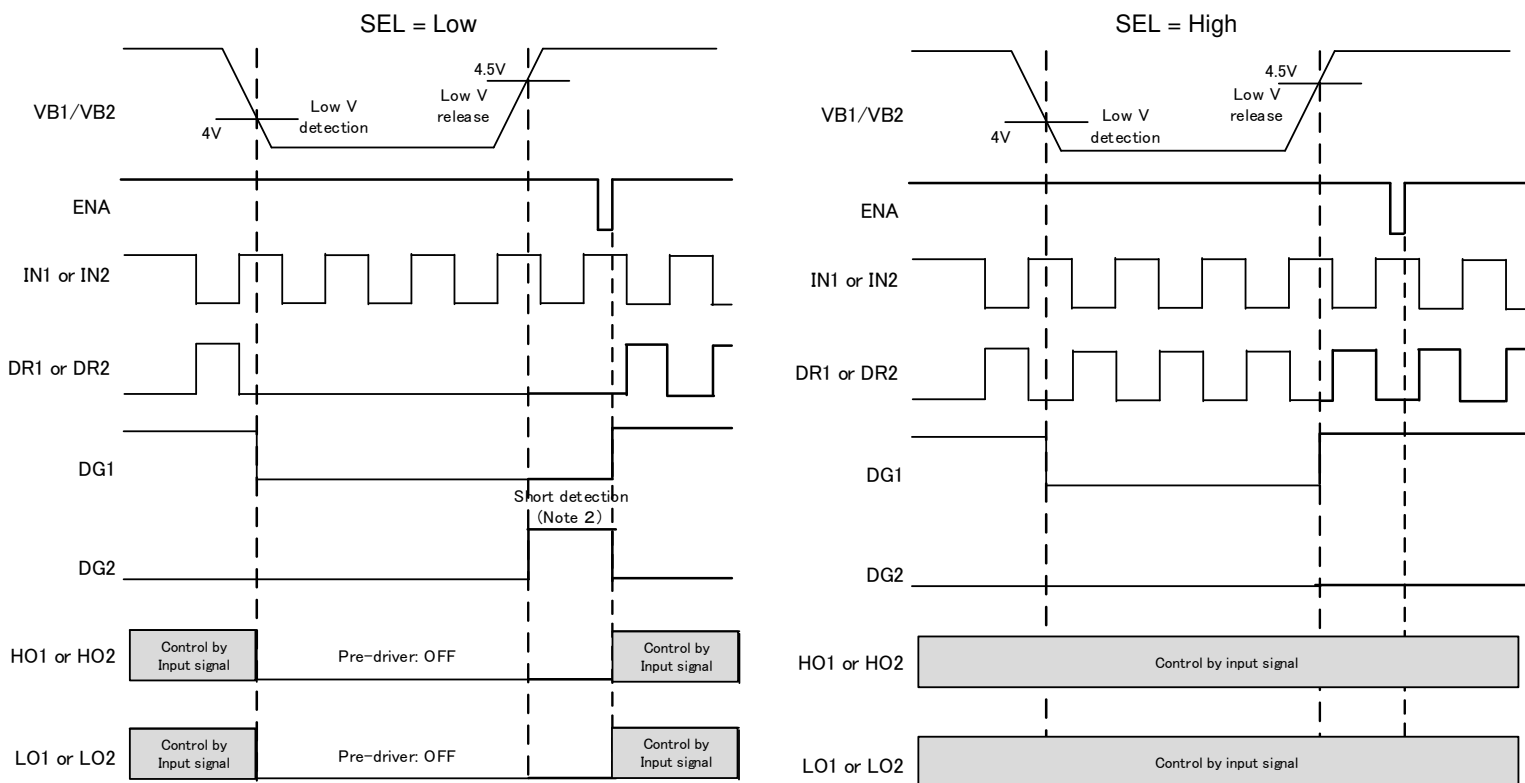 SEL = Low
4.5V
Low V
release
VB1/VB2
Low V
detection
4V
ENA
IN1 or IN2
DR1 or DR2
DG1
Short detection
(Note 2)
DG2
HO1 or HO2
Control by
Input signal
Pre-driver: OFF
Control by
Input signal
LO1 or LO2
Control by
Input signal
Pre-driver: OFF
Control by
Input signal
SEL = High
4.5V
Low V
release
VB1/VB2
Low V
detection
4V
ENA
IN1 or IN2
DR1 or DR2
DG1
DG2
HO1 or HO2
Control by input signal
LO1 or LO2
Control by input signal